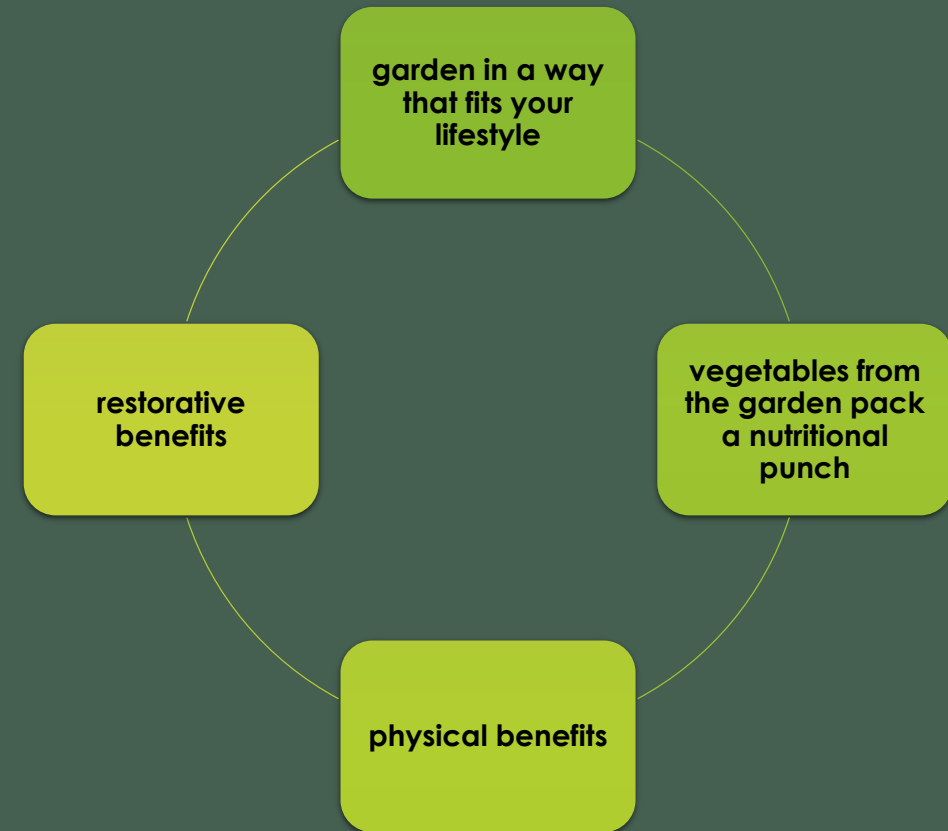 garden in a way
that fits your
lifestyle
vegetables from
the garden pack
a nutritional
punch
physical benefits
restorative
benefits